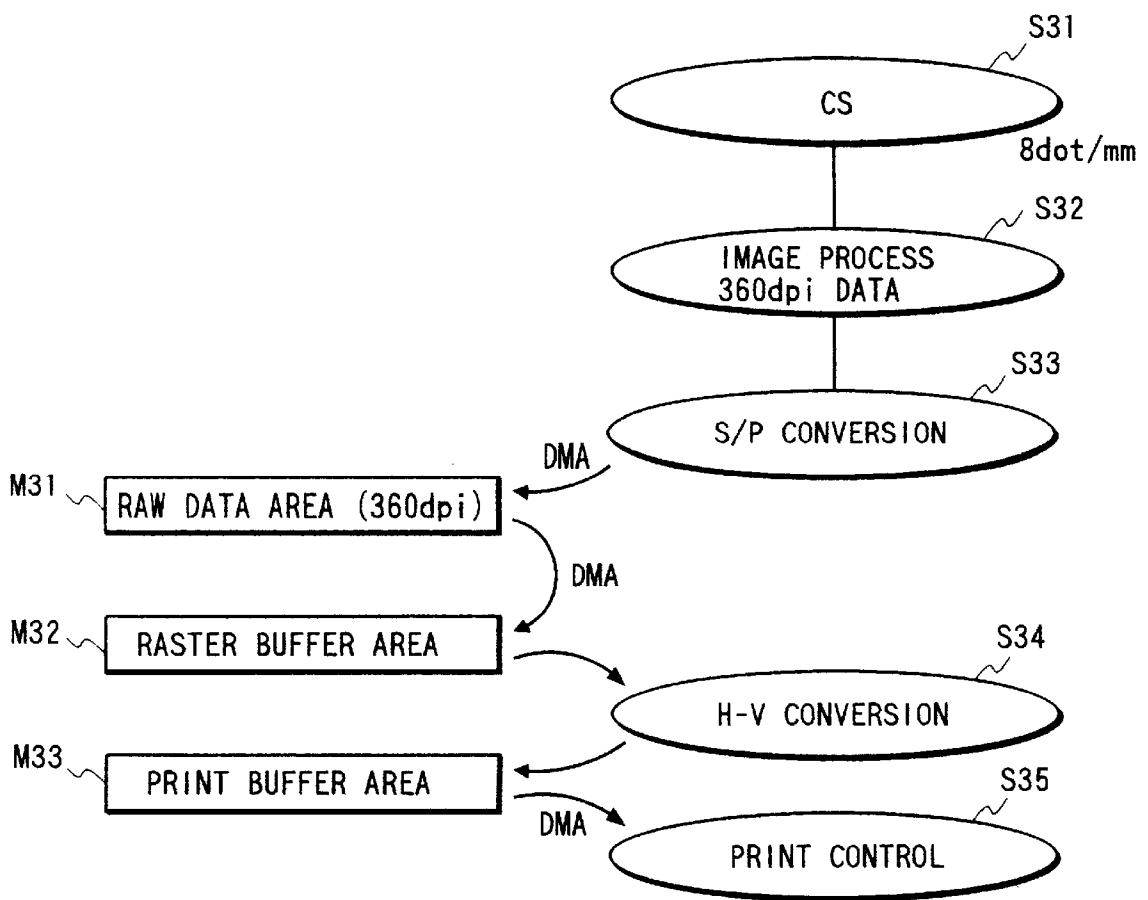 S31
CS
8dot/mm
S32
IMAGE PROCESS
360dpi DATA
S33
S/P CONVERSION
DMA
M31
RAW DATA AREA (360dpi)
DMA
M32
RASTER BUFFER AREA
S34
H-V CONVERSION
M33
PRINT BUFFER AREA
S35
DMA
PRINT CONTROL